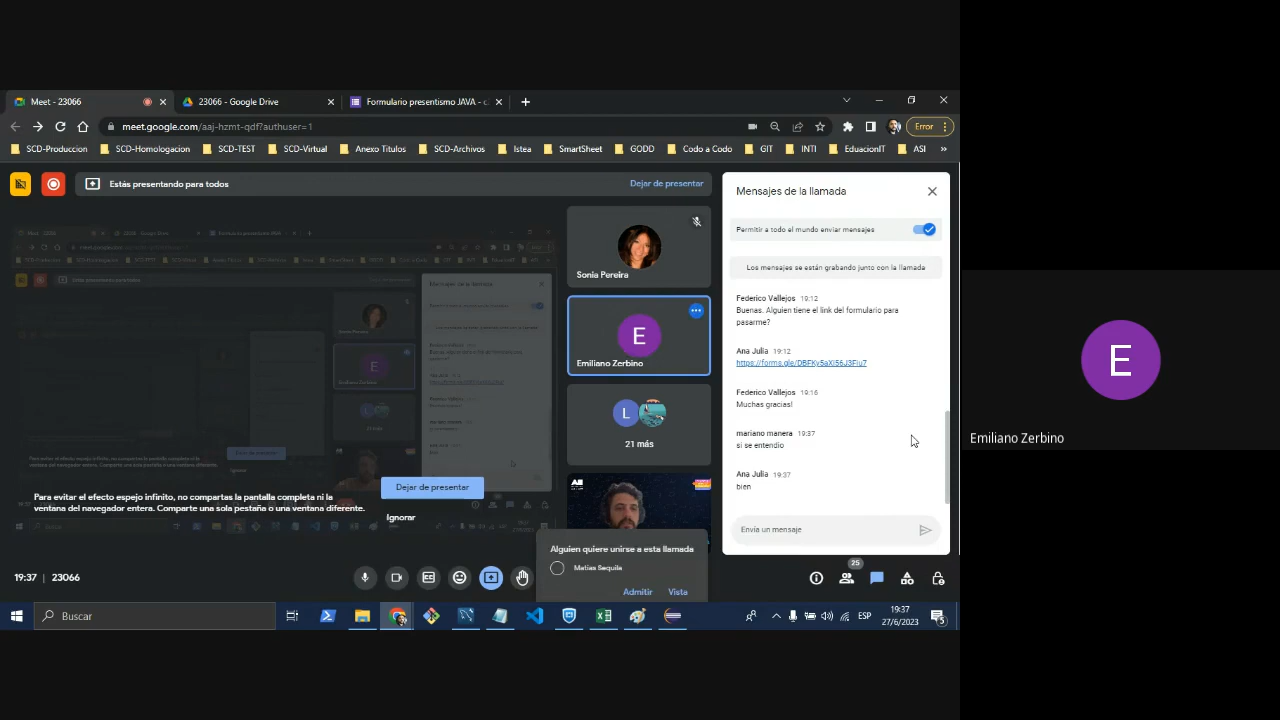 Meet - 23066
23066 - Google Drive
Formulario presentismo JAVA - c
meet.google.com/aaj-hzmt-qdf?authuser=1
Error
SCD-Produccion
SCD-Homologacion
SCD-TEST
SCD-Virtual
Anexo Titulos
SCD-Archivos
Istea
SmartSheet
GODD
Codo a Codo
GIT
INTI
EduacionIT
ASI
»
Estás presentando para todos
Dejar de presentar
Sonia Pereira
E
Emiliano Zerbino
L
21 más
Para evitar el efecto espejo infinito, no compartas la pantalla completa ni la
ventana del navegador entera. Comparte una sola pestaña o una ventana diferente.
Dejar de presentar
Ignorar
Alguien quiere unirse a esta llamada
Matias Sequila
Admitir
Vista
Mensajes de la llamada
Permitir a todo el mundo enviar mensajes
Los mensajes se están grabando junto con la llamada
Federico Vallejos 19:12
Buenas. Alguien tiene el link del formulario para
pasarme?
Ana Julia 19:12
https://forms.gle/DBFKy5aXi56J3Fiu7
Federico Vallejos 19:16
Muchas gracias!
mariano manera 19:37
si se entendio
Ana Julia 19:37
bien
Envía un mensaje
19:37 | 23066
25
Buscar
ESP
19:37
27/6/2023
5
E
Emiliano Zerbino